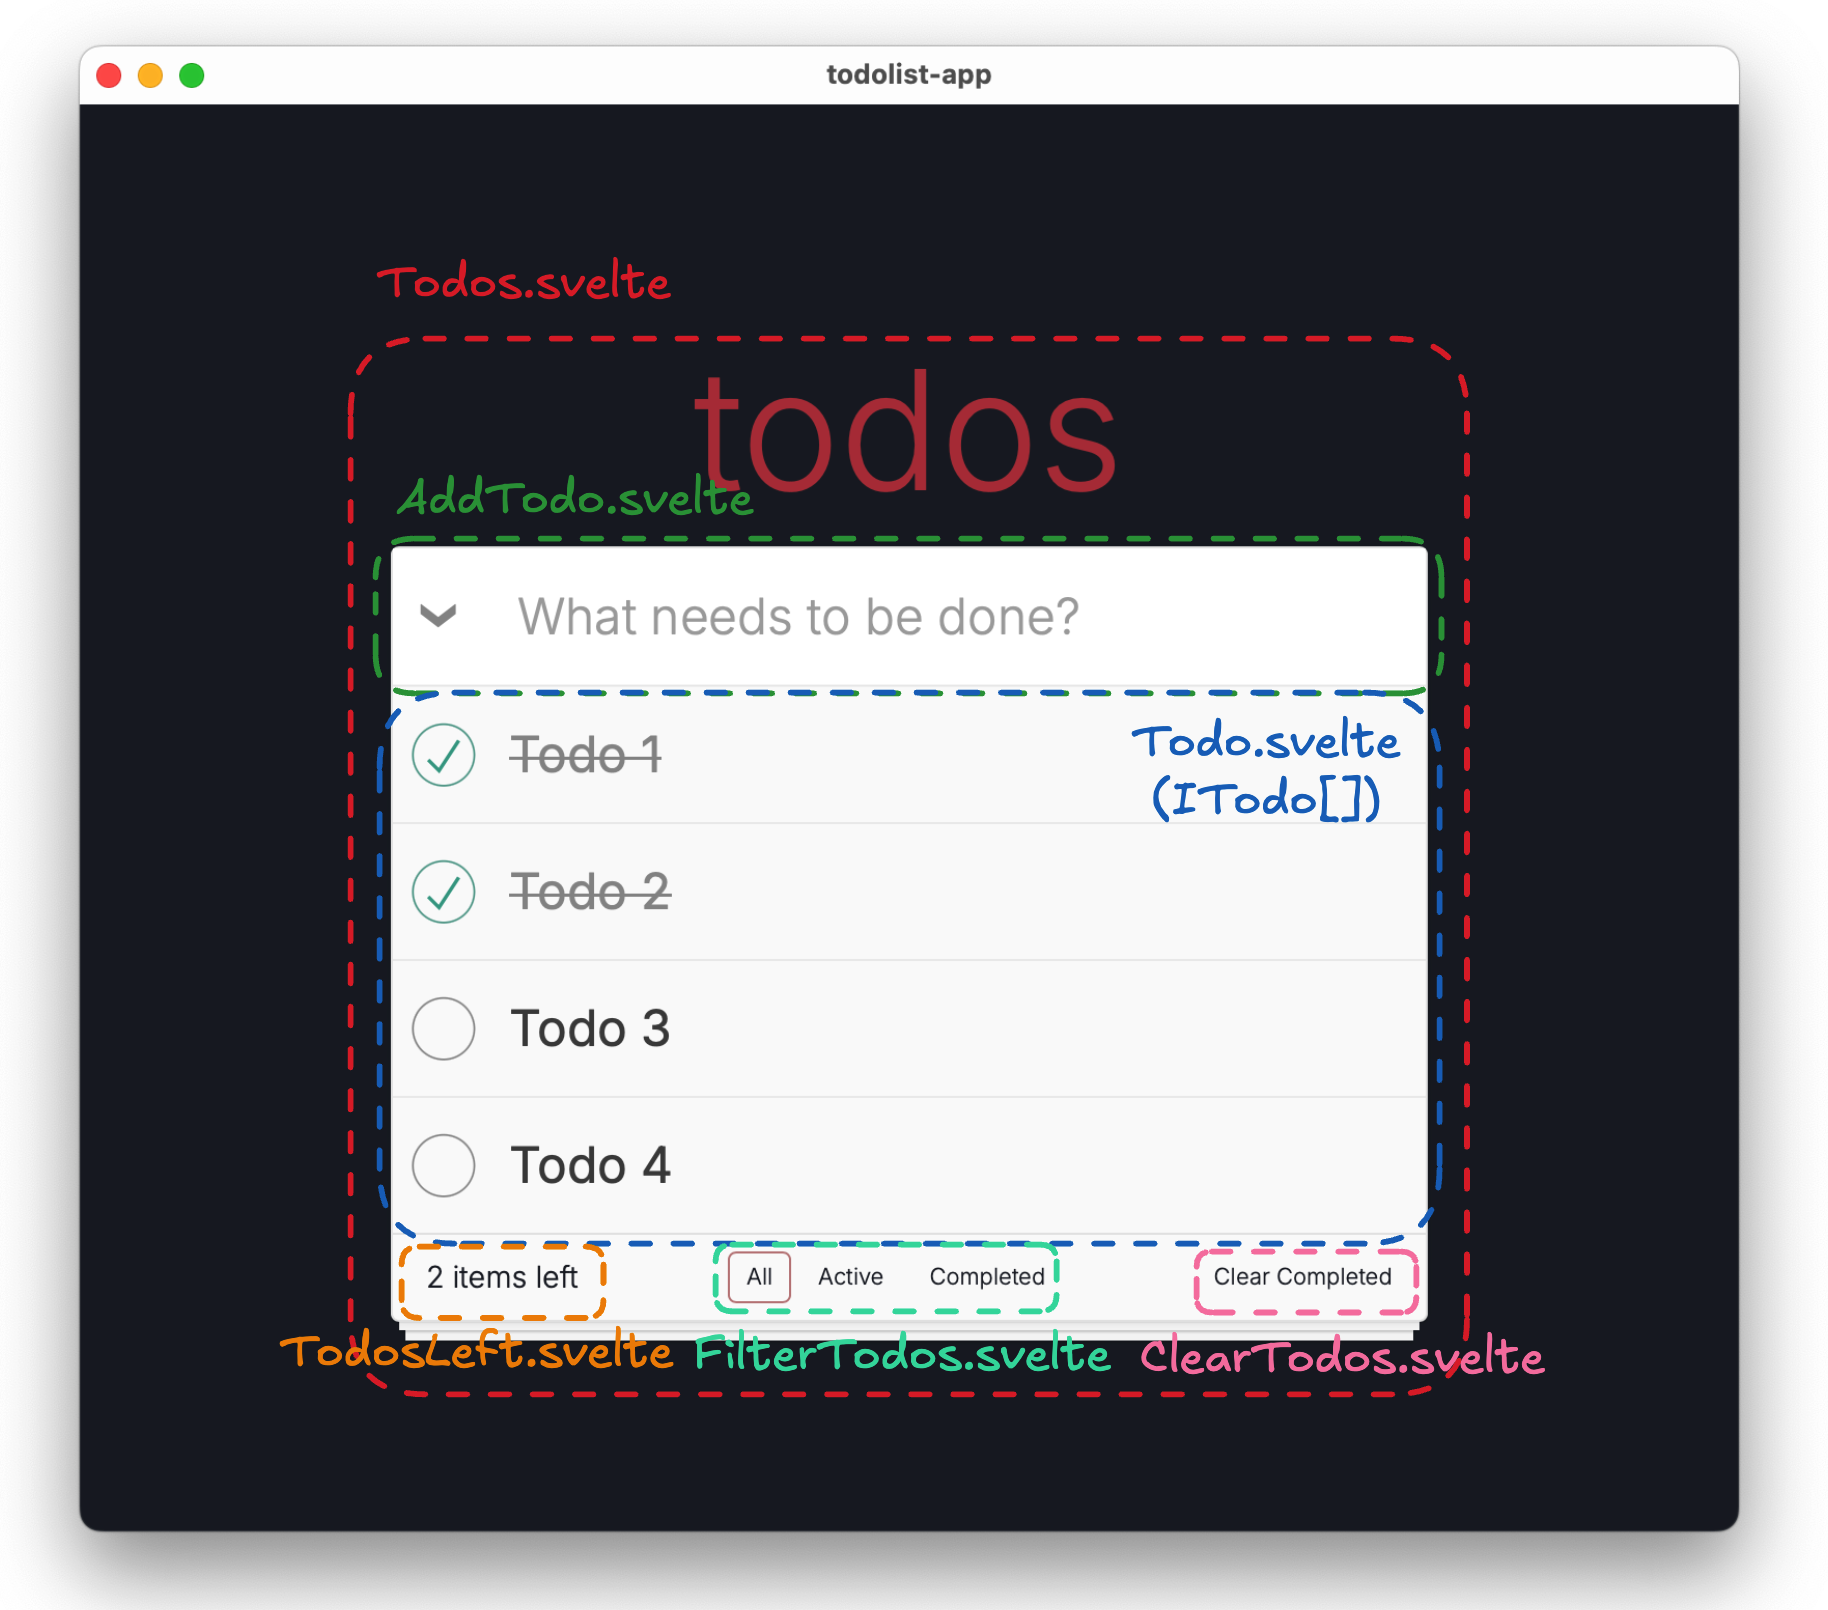 todolist-app
Todos.svelte
todos
AddTodo.svelte
What needs to be done?
Todo 1
Todo.svelte
(ITodo[])
Todo 2
Todo 3
Todo 4
2 items left
All
Active
Completed
Clear Completed
TodosLeft.svelte
FilterTodos.svelte
ClearTodos.svelte